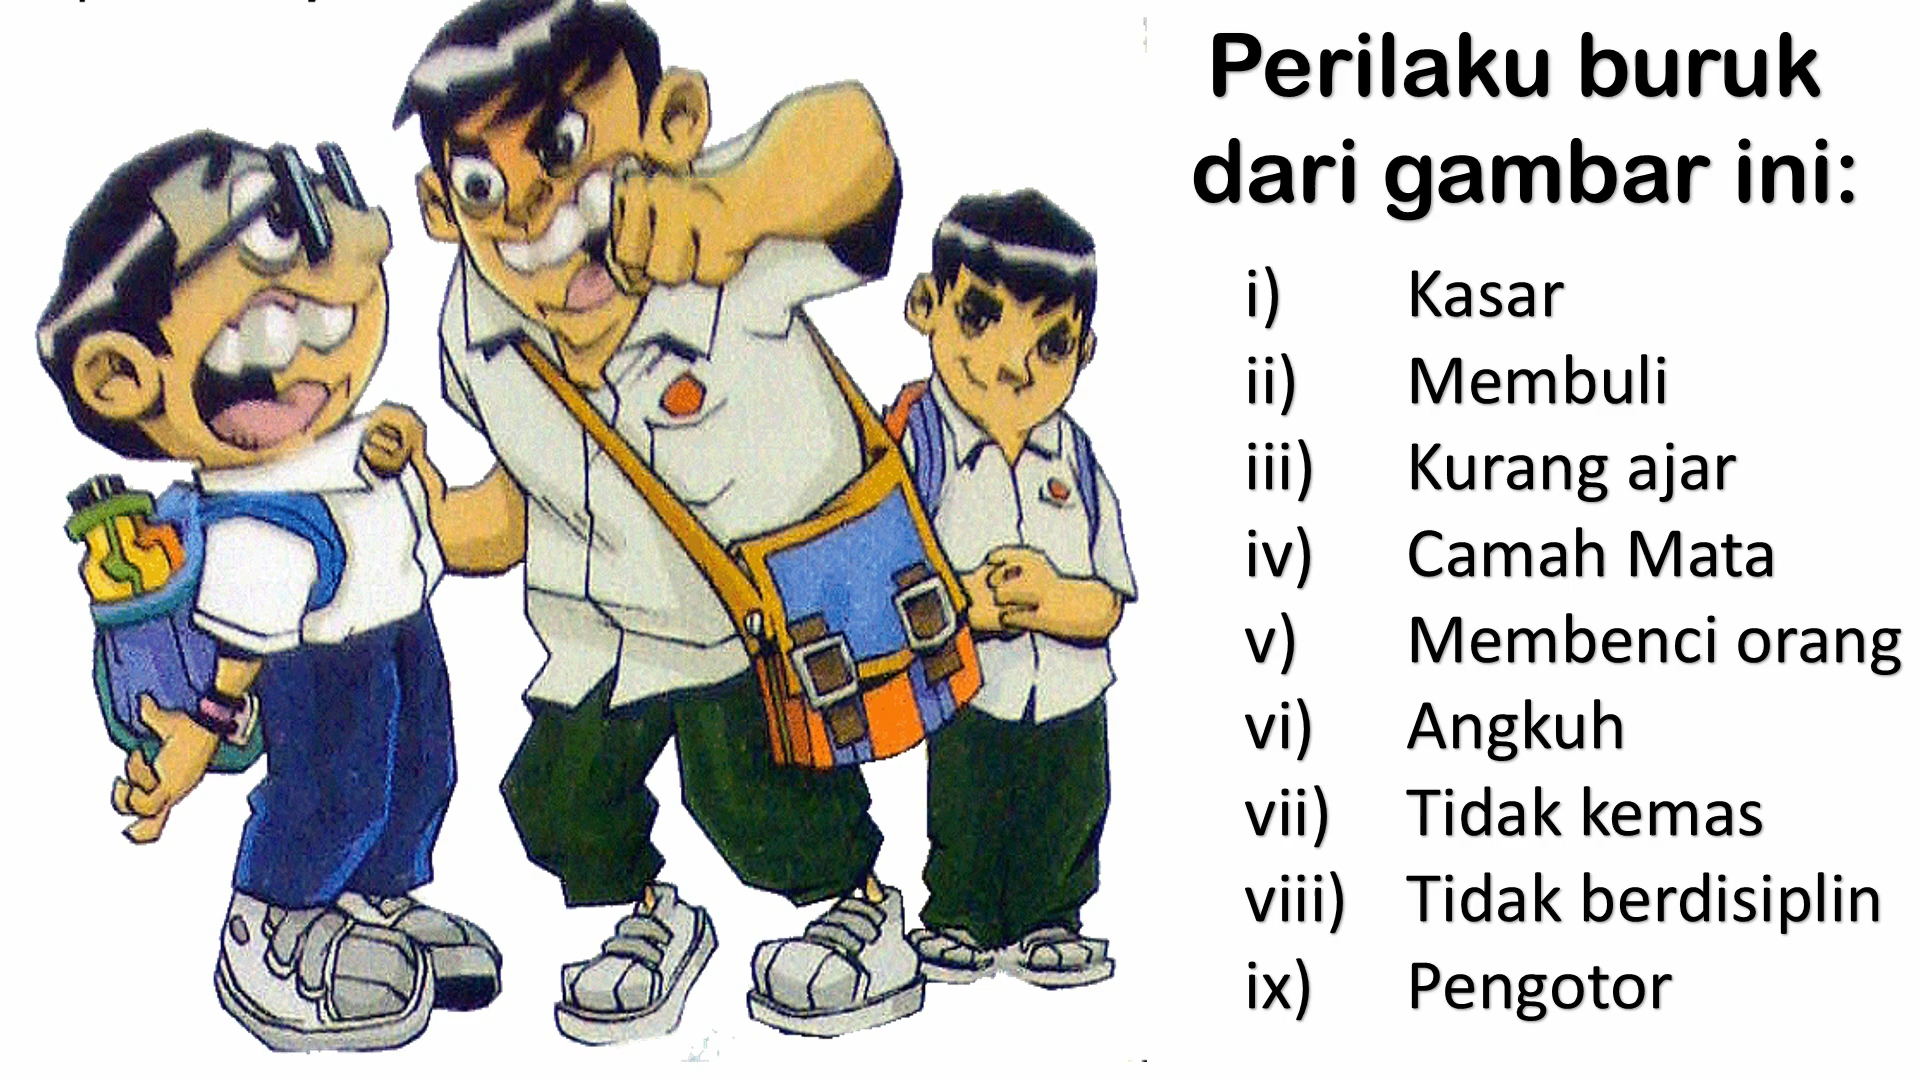 Perilaku buruk
dari gambar ini:
i) Kasar
ii) Membuli
iii) Kurang ajar
iv) Camah Mata
v) Membenci orang
vi) Angkuh
vii) Tidak kemas
viii) Tidak berdisiplin
ix) Pengotor